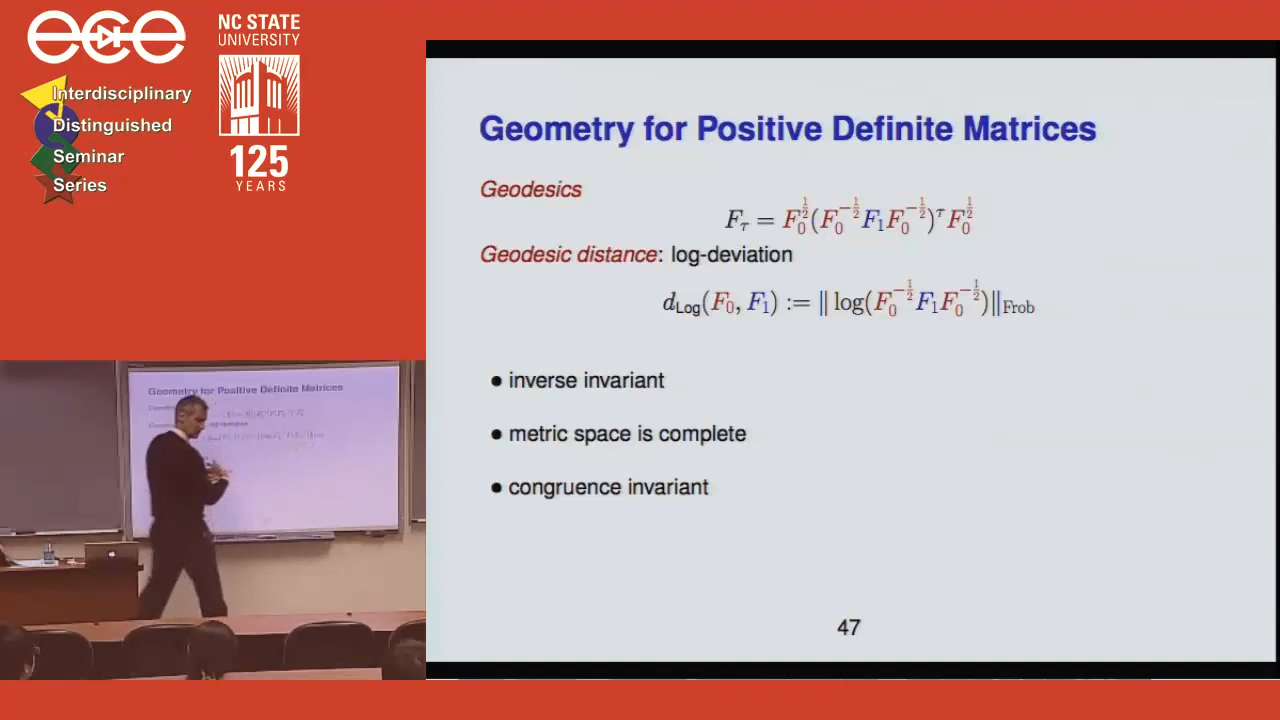 ece
NC STATE
UNIVERSITY
Interdisciplinary
Distinguished
Seminar
Series
125
YEARS
Geometry for Positive Definite Matrices
Geodesics
F_τ = F_0^{1/2}(F_0^{-1/2}F_1F_0^{-1/2})^τ F_0^{1/2}
Geodesic distance: log-deviation
d_Log(F_0, F_1) := ‖ log(F_0^{-1/2}F_1F_0^{-1/2})‖_Frob
● inverse invariant
● metric space is complete
● congruence invariant
47
Geometry for Positive Definite Matrices